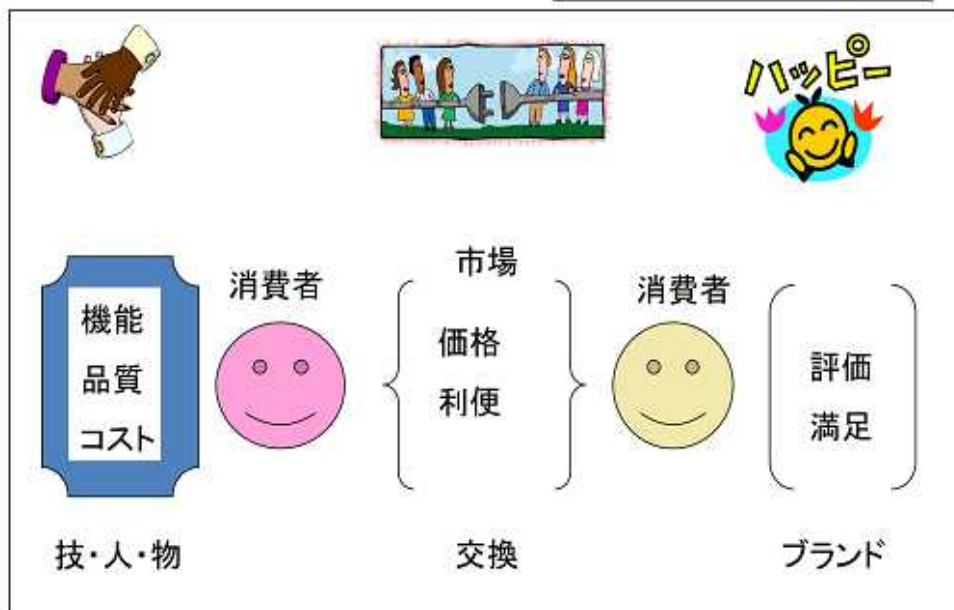 ハッピー
機能
品質
コスト
消費者
市場
価格
利便
消費者
評価
満足
技・人・物
交換
ブランド